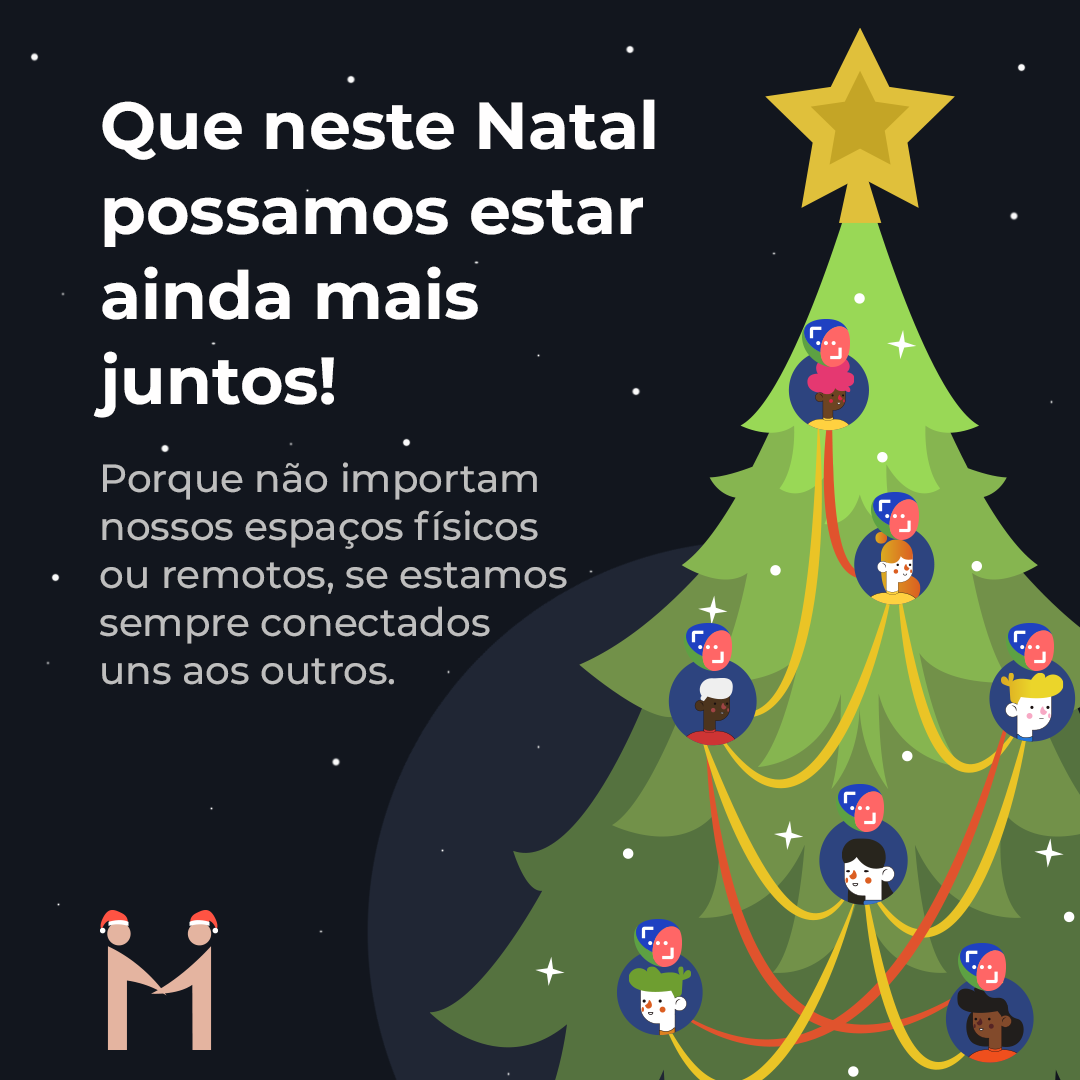 Que neste Natal
possamos estar
ainda mais
juntos!
Porque não importam
nossos espaços físicos
ou remotos, se estamos
sempre conectados
uns aos outros.